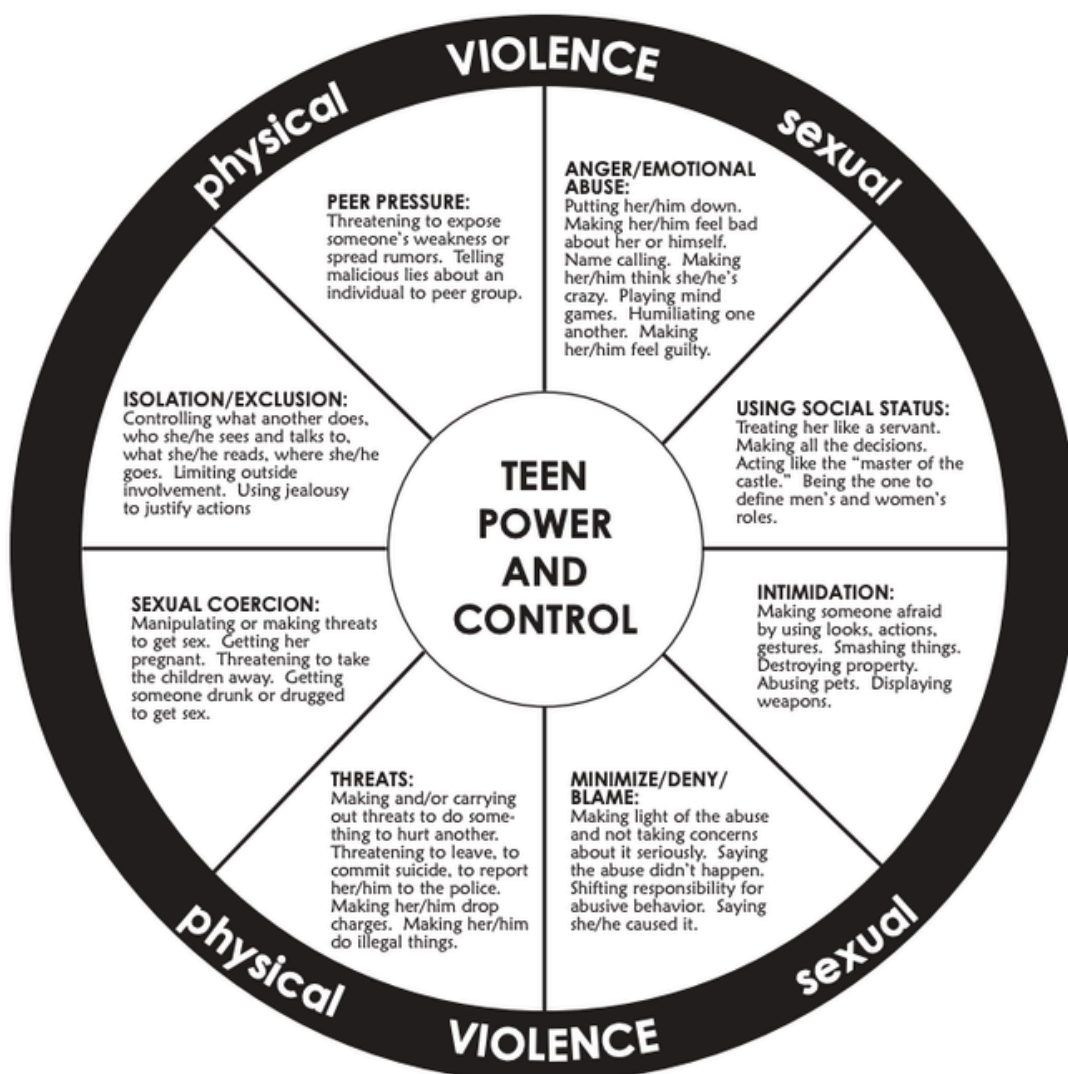 VIOLENCE
physical
sexual
PEER PRESSURE:
Threatening to expose
someone's weakness or
spread rumors. Telling
malicious lies about an
individual to peer group.
ANGER/EMOTIONAL
ABUSE:
Putting her/him down.
Making her/him feel bad
about her or himself.
Name calling. Making
her/him think she/he's
crazy. Playing mind
games. Humiliating one
another. Making
her/him feel guilty.
ISOLATION/EXCLUSION:
Controlling what another does,
who she/he sees and talks to,
what she/he reads, where she/he
goes. Limiting outside
involvement. Using jealousy
to justify actions
USING SOCIAL STATUS:
Treating her like a servant.
Making all the decisions.
Acting like the "master of the
castle." Being the one to
define men's and women's
roles.
TEEN
POWER
AND
CONTROL
SEXUAL COERCION:
Manipulating or making threats
to get sex. Getting her
pregnant. Threatening to take
the children away. Getting
someone drunk or drugged
to get sex.
INTIMIDATION:
Making someone afraid
by using looks, actions,
gestures. Smashing things.
Destroying property.
Abusing pets. Displaying
weapons.
THREATS:
Making and/or carrying
out threats to do some-
thing to hurt another.
Threatening to leave, to
commit suicide, to report
her/him to the police.
Making her/him drop
charges. Making her/him
do illegal things.
MINIMIZE/DENY/
BLAME:
Making light of the abuse
and not taking concerns
about it seriously. Saying
the abuse didn't happen.
Shifting responsibility for
abusive behavior. Saying
she/he caused it.
physical
sexual
VIOLENCE